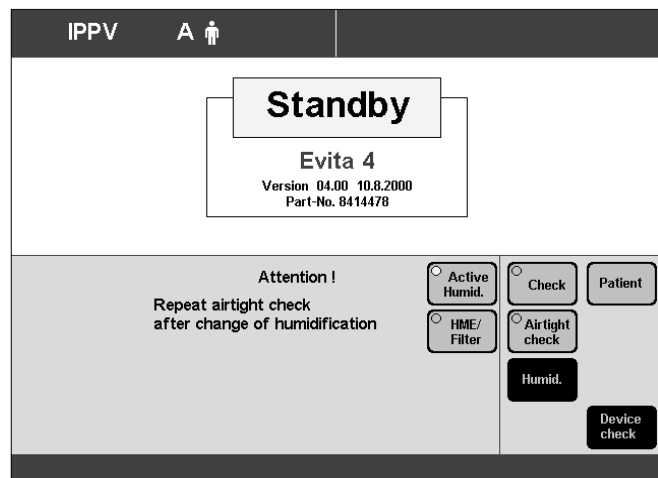 IPPV A
Standby
Evita 4
Version 04.00 10.8.2000
Part-No. 8414478
Attention !
Repeat airtight check
after change of humidification
Active
Humid.
HME/
Filter
Check
Airtight
check
Humid.
Patient
Device
check